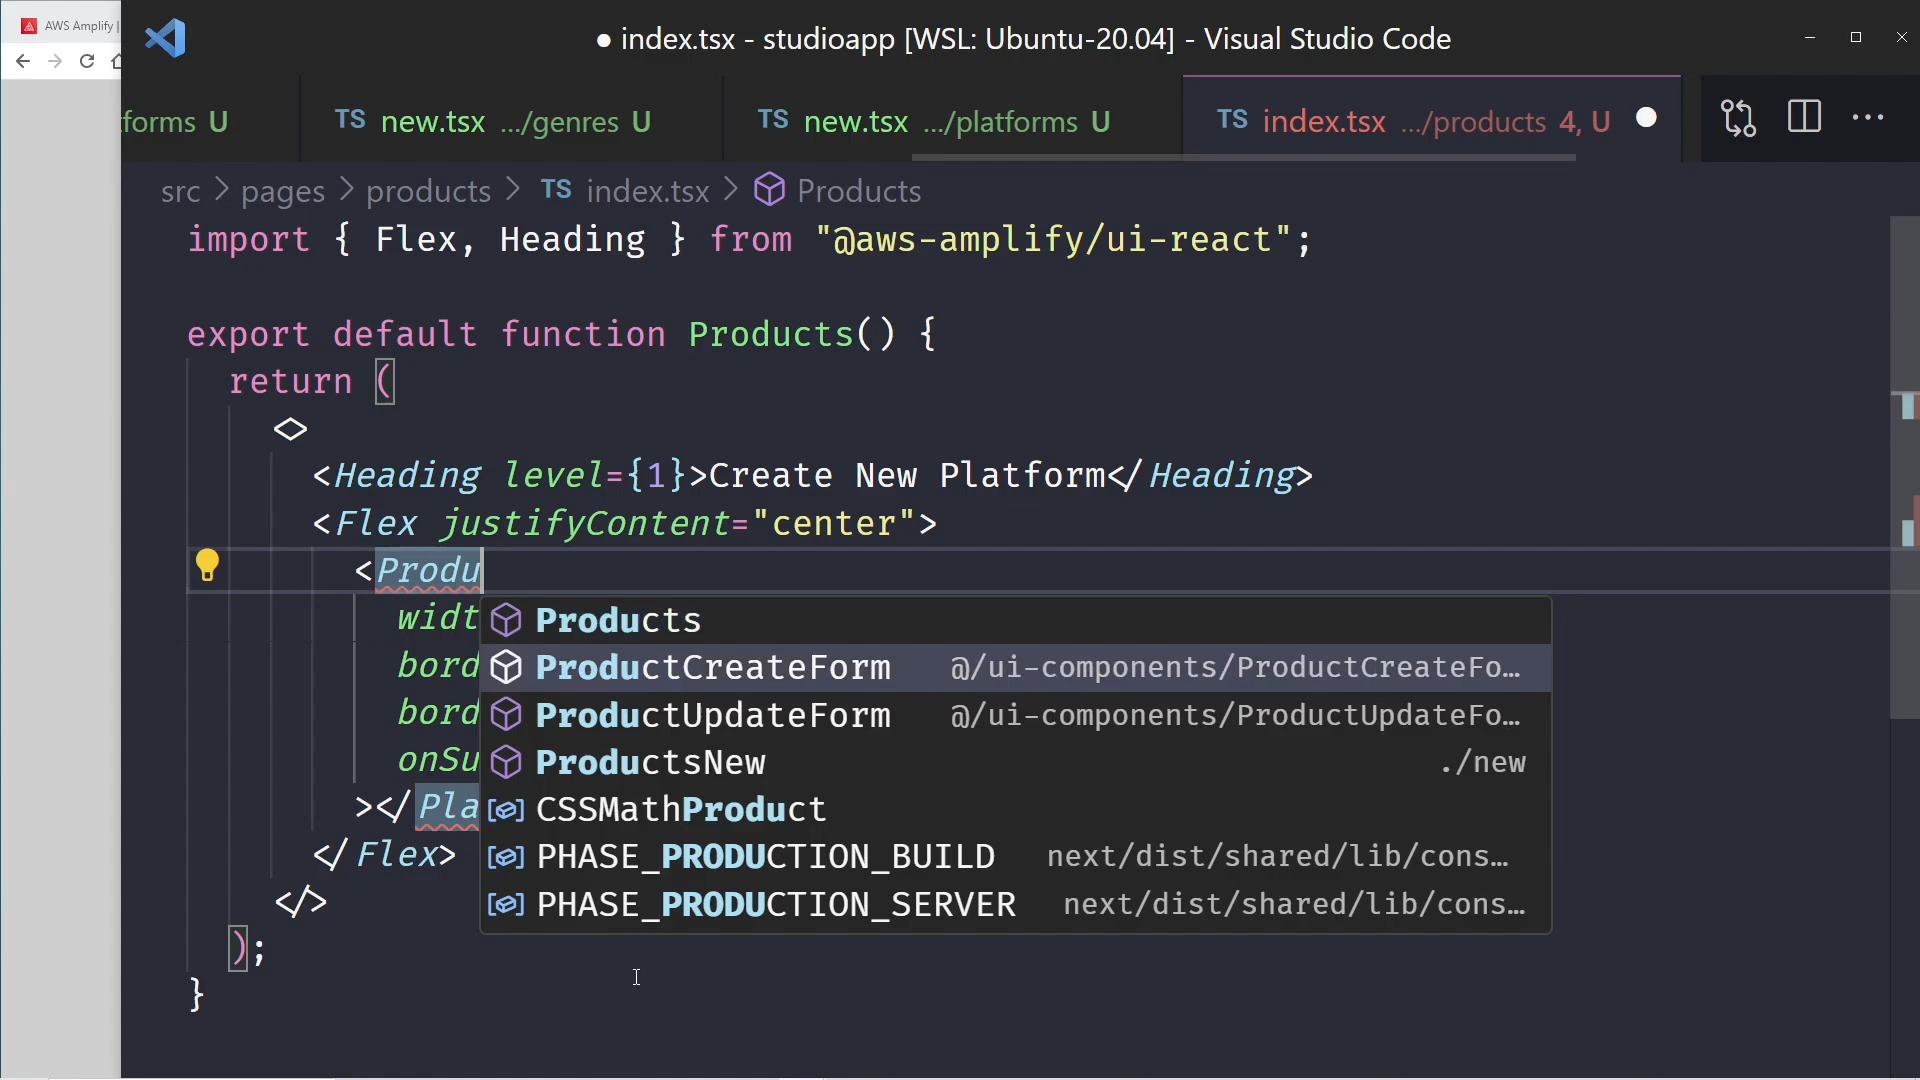 AWS Amplify |
● index.tsx - studioapp [WSL: Ubuntu-20.04] - Visual Studio Code
forms U
TS new.tsx .../genres U
TS new.tsx .../platforms U
TS index.tsx .../products 4, U
src > pages > products > TS index.tsx > Products
import { Flex, Heading } from "@aws-amplify/ui-react";
export default function Products() {
return (
<>
<Heading level={1}>Create New Platform</Heading>
<Flex justifyContent="center">
<Produ
widt
bord
bord
onSu
></Pla
</Flex>
</>
);
}
Products
ProductCreateForm @/ui-components/ProductCreateFo…
ProductUpdateForm @/ui-components/ProductUpdateFo…
ProductsNew ./new
CSSMathProduct
PHASE_PRODUCTION_BUILD next/dist/shared/lib/cons…
PHASE_PRODUCTION_SERVER next/dist/shared/lib/cons…